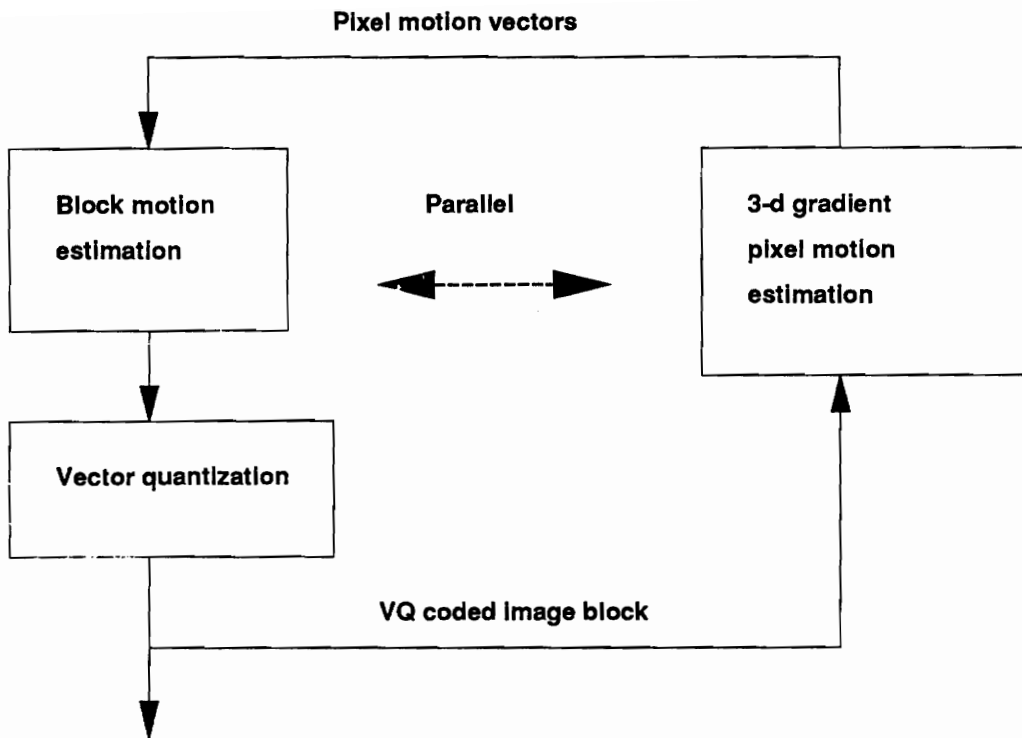 Pixel motion vectors
Block motion
estimation
Parallel
3-d gradient
pixel motion
estimation
Vector quantization
VQ coded image block